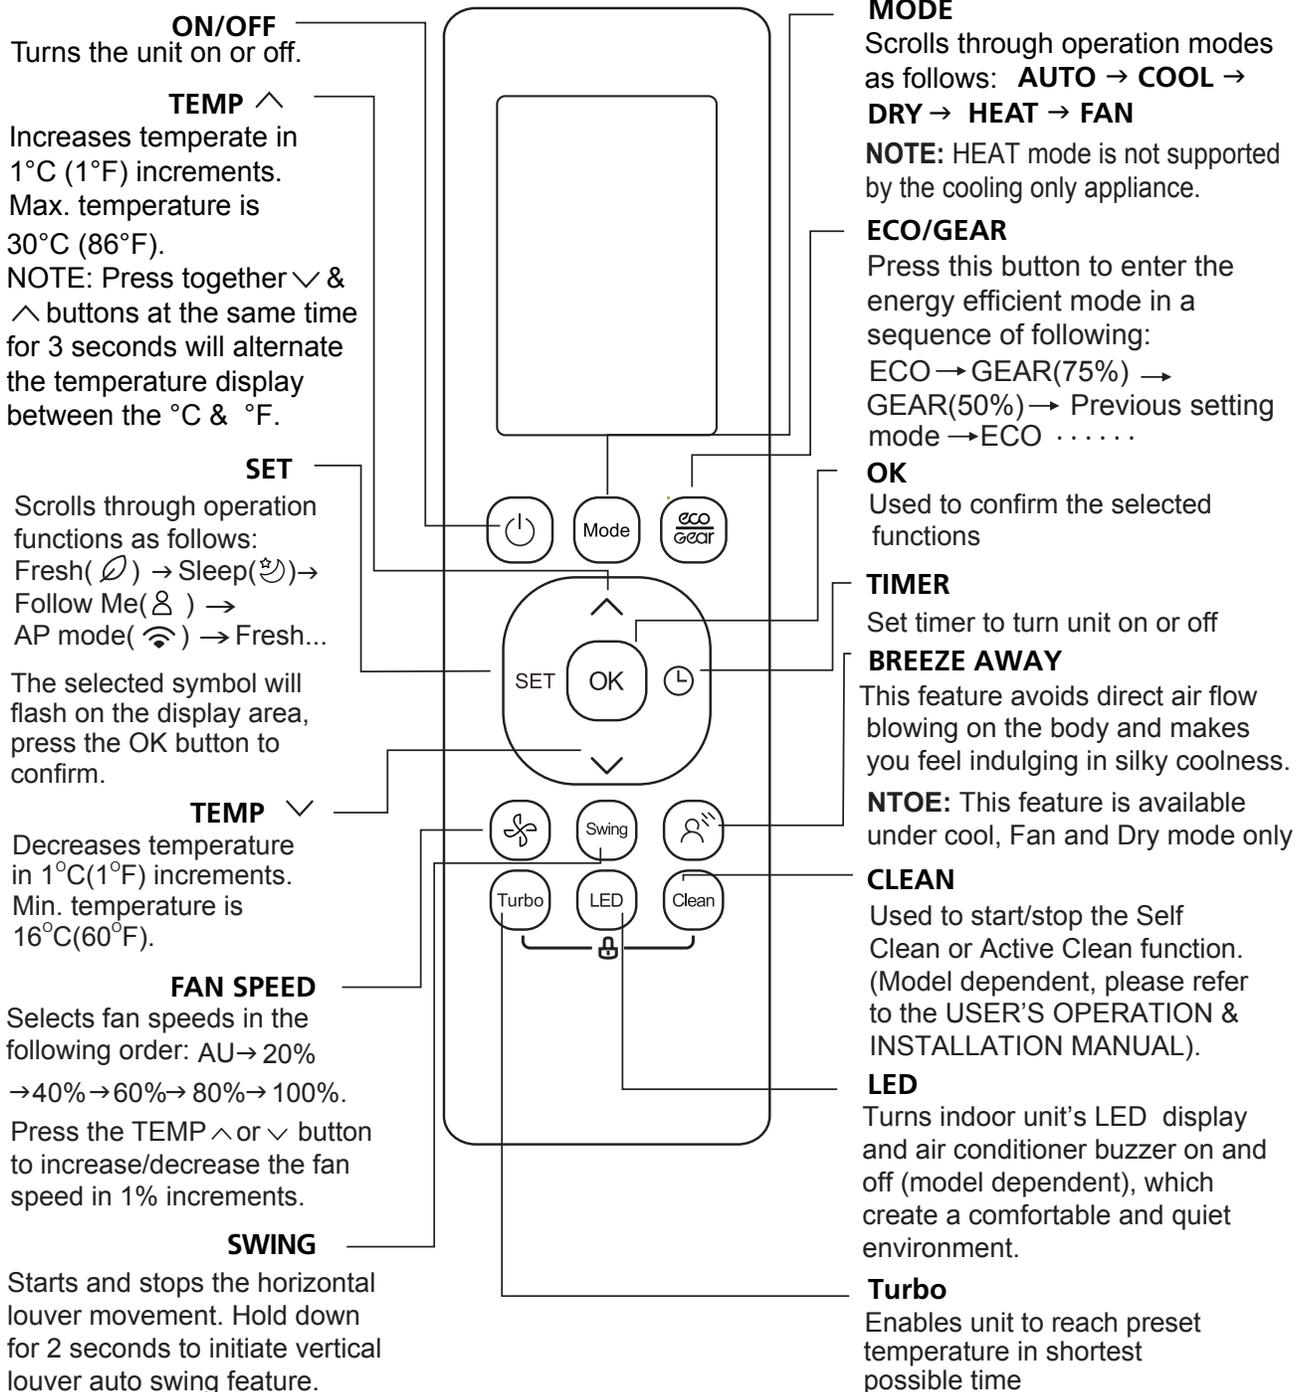 ON/OFF
Turns the unit on or off.
TEMP ∧
Increases temperate in
1°C (1°F) increments.
Max. temperature is
30°C (86°F).
NOTE: Press together ∨ &
∧ buttons at the same time
for 3 seconds will alternate
the temperature display
between the °C & °F.
SET
Scrolls through operation
functions as follows:
Fresh( ) → Sleep( ) →
Follow Me( ) →
AP mode( ) → Fresh...
The selected symbol will
flash on the display area,
press the OK button to
confirm.
TEMP ∨
Decreases temperature
in 1°C(1°F) increments.
Min. temperature is
16°C(60°F).
FAN SPEED
Selects fan speeds in the
following order: AU→ 20%
→40%→60%→ 80%→100%.
Press the TEMP ∧ or ∨ button
to increase/decrease the fan
speed in 1% increments.
SWING
Starts and stops the horizontal
louver movement. Hold down
for 2 seconds to initiate vertical
louver auto swing feature.
Mode
eco
Gear
SET
OK
Swing
Turbo
LED
Clean
MODE
Scrolls through operation modes
as follows: AUTO → COOL →
DRY → HEAT → FAN
NOTE: HEAT mode is not supported
by the cooling only appliance.
ECO/GEAR
Press this button to enter the
energy efficient mode in a
sequence of following:
ECO → GEAR(75%) →
GEAR(50%) → Previous setting
mode → ECO ······
OK
Used to confirm the selected
functions
TIMER
Set timer to turn unit on or off
BREEZE AWAY
This feature avoids direct air flow
blowing on the body and makes
you feel indulging in silky coolness.
NTOE: This feature is available
under cool, Fan and Dry mode only
CLEAN
Used to start/stop the Self
Clean or Active Clean function.
(Model dependent, please refer
to the USER'S OPERATION &
INSTALLATION MANUAL).
LED
Turns indoor unit's LED display
and air conditioner buzzer on and
off (model dependent), which
create a comfortable and quiet
environment.
Turbo
Enables unit to reach preset
temperature in shortest
possible time